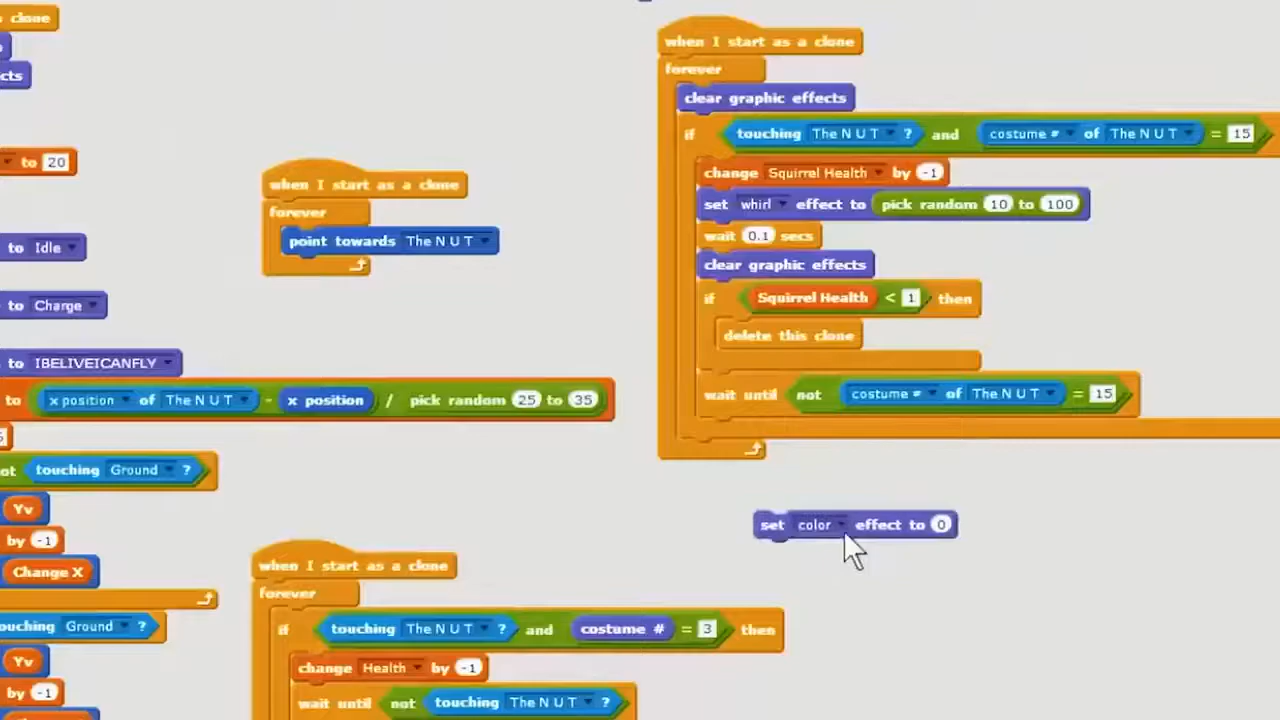 clone
cts
to 20
to Idle
to Charge
to IBELIVEICANFLY
to x position of The N U T - x position / pick random 25 to 35
ot touching Ground ?
Yv
by -1
Change X
ouching Ground ?
Yv
by -1
when I start as a clone
forever
point towards The N U T
when I start as a clone
forever
if touching The N U T ? and costume # = 3 then
change Health by -1
wait until not touching The N U T ?
when I start as a clone
forever
clear graphic effects
if touching The N U T ? and costume # of The N U T = 15
change Squirrel Health by -1
set whirl effect to pick random 10 to 100
wait 0.1 secs
clear graphic effects
if Squirrel Health < 1 then
delete this clone
wait until not costume # of The N U T = 15
set color effect to 0